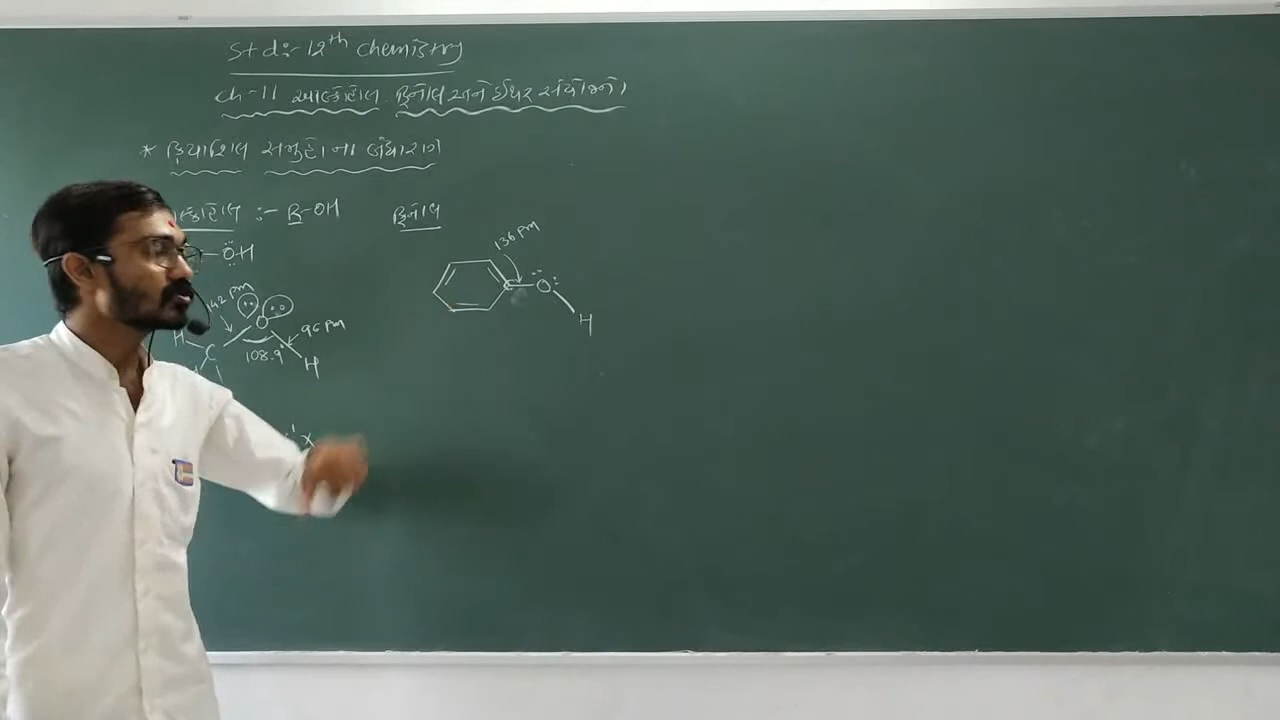 Std:- 12th Chemistry
Ch-11 આલ્કોહોલ ફિનોલ અને ઈથર સંયોજનો
* ક્રિયાશિલ સમુહોના બંધારણ
:- R-OH ફિનોલ
-ÖH
136 pm
O
H
142 pm
O
96 pm
H
C
108.9°
H